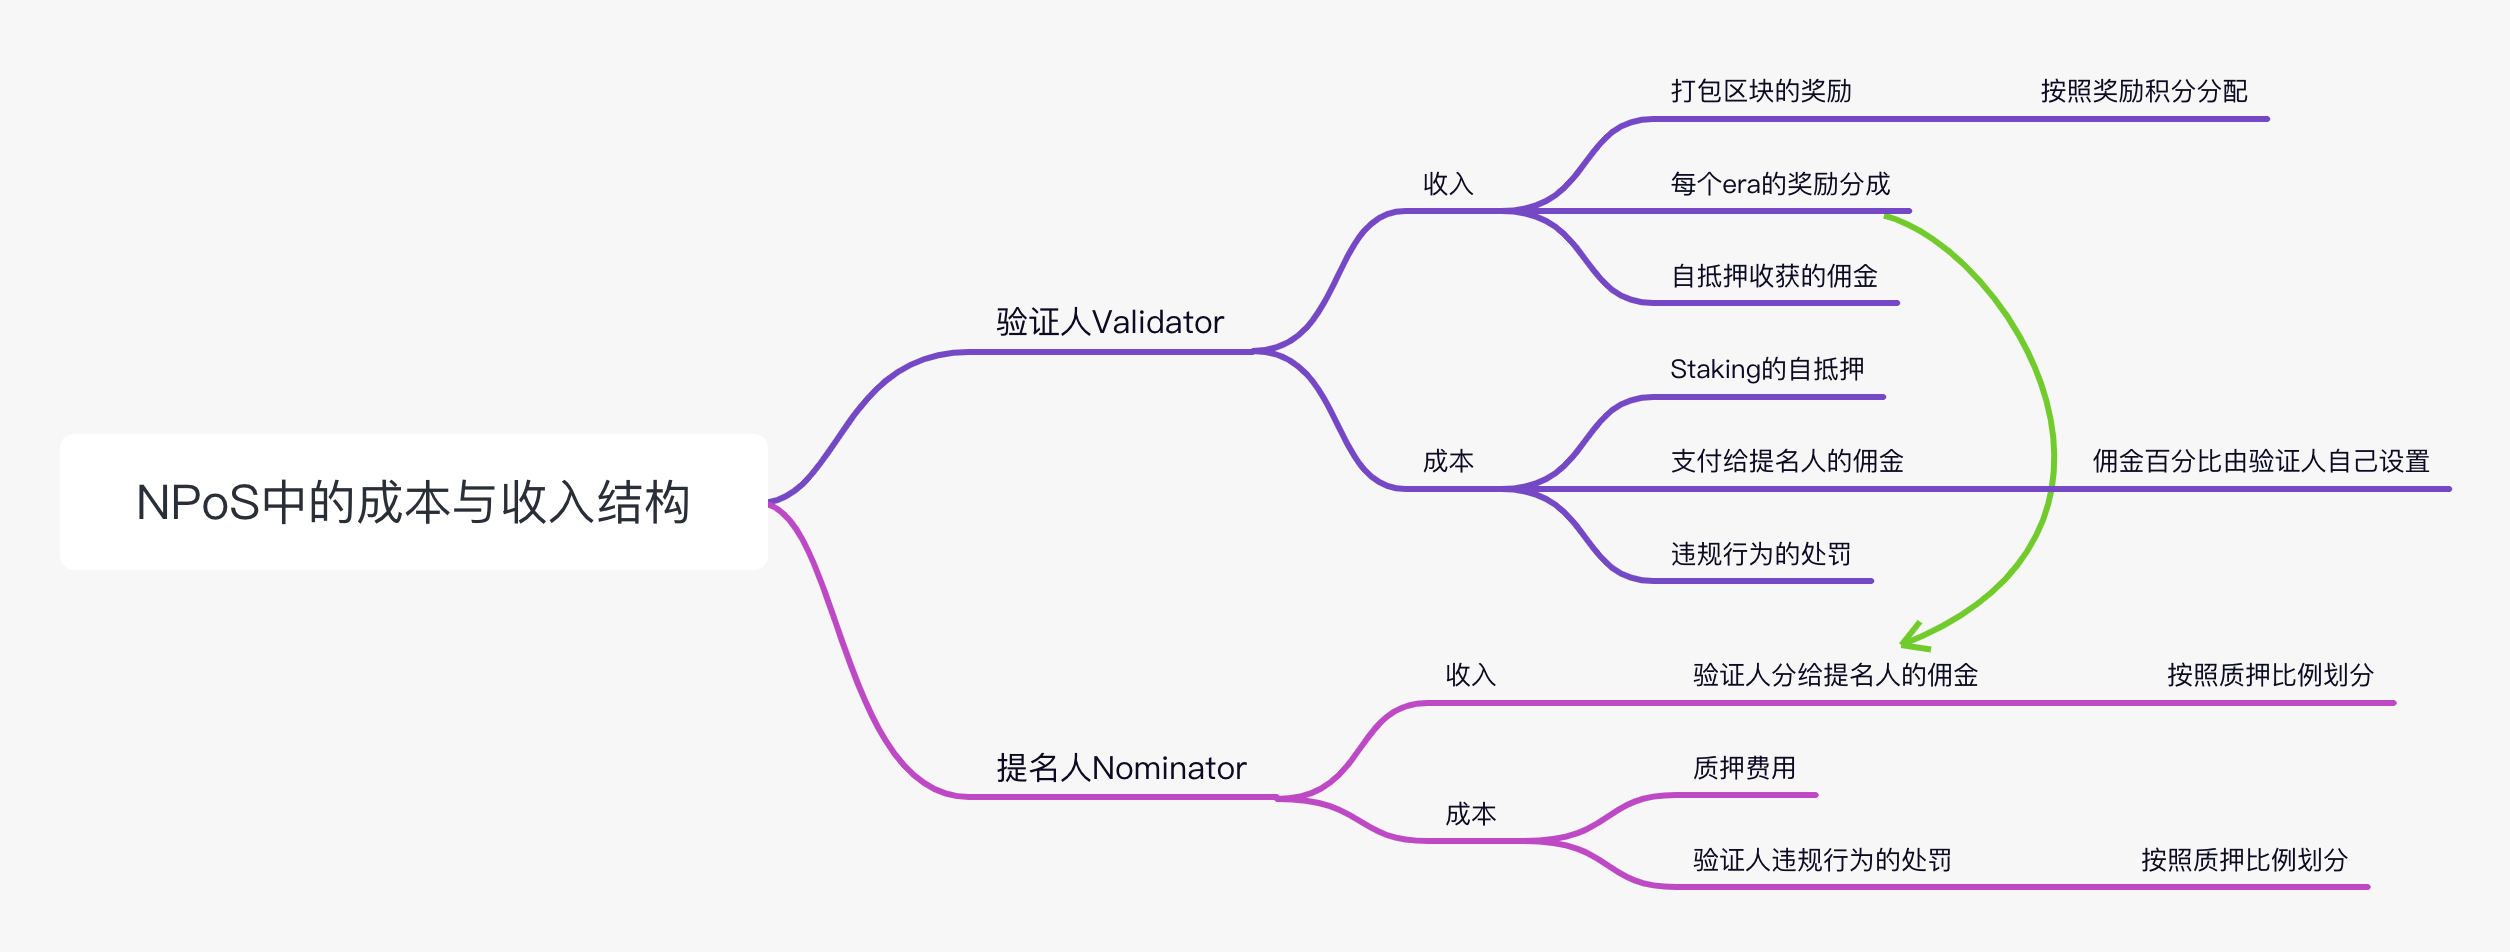 NPoS中的成本与收入结构
验证人Validator
收入
打包区块的奖励
按照奖励积分分配
每个era的奖励分成
自抵押收获的佣金
成本
Staking的自抵押
支付给提名人的佣金
佣金百分比由验证人自己设置
违规行为的处罚
提名人Nominator
收入
验证人分给提名人的佣金
按照质押比例划分
成本
质押费用
验证人违规行为的处罚
按照质押比例划分